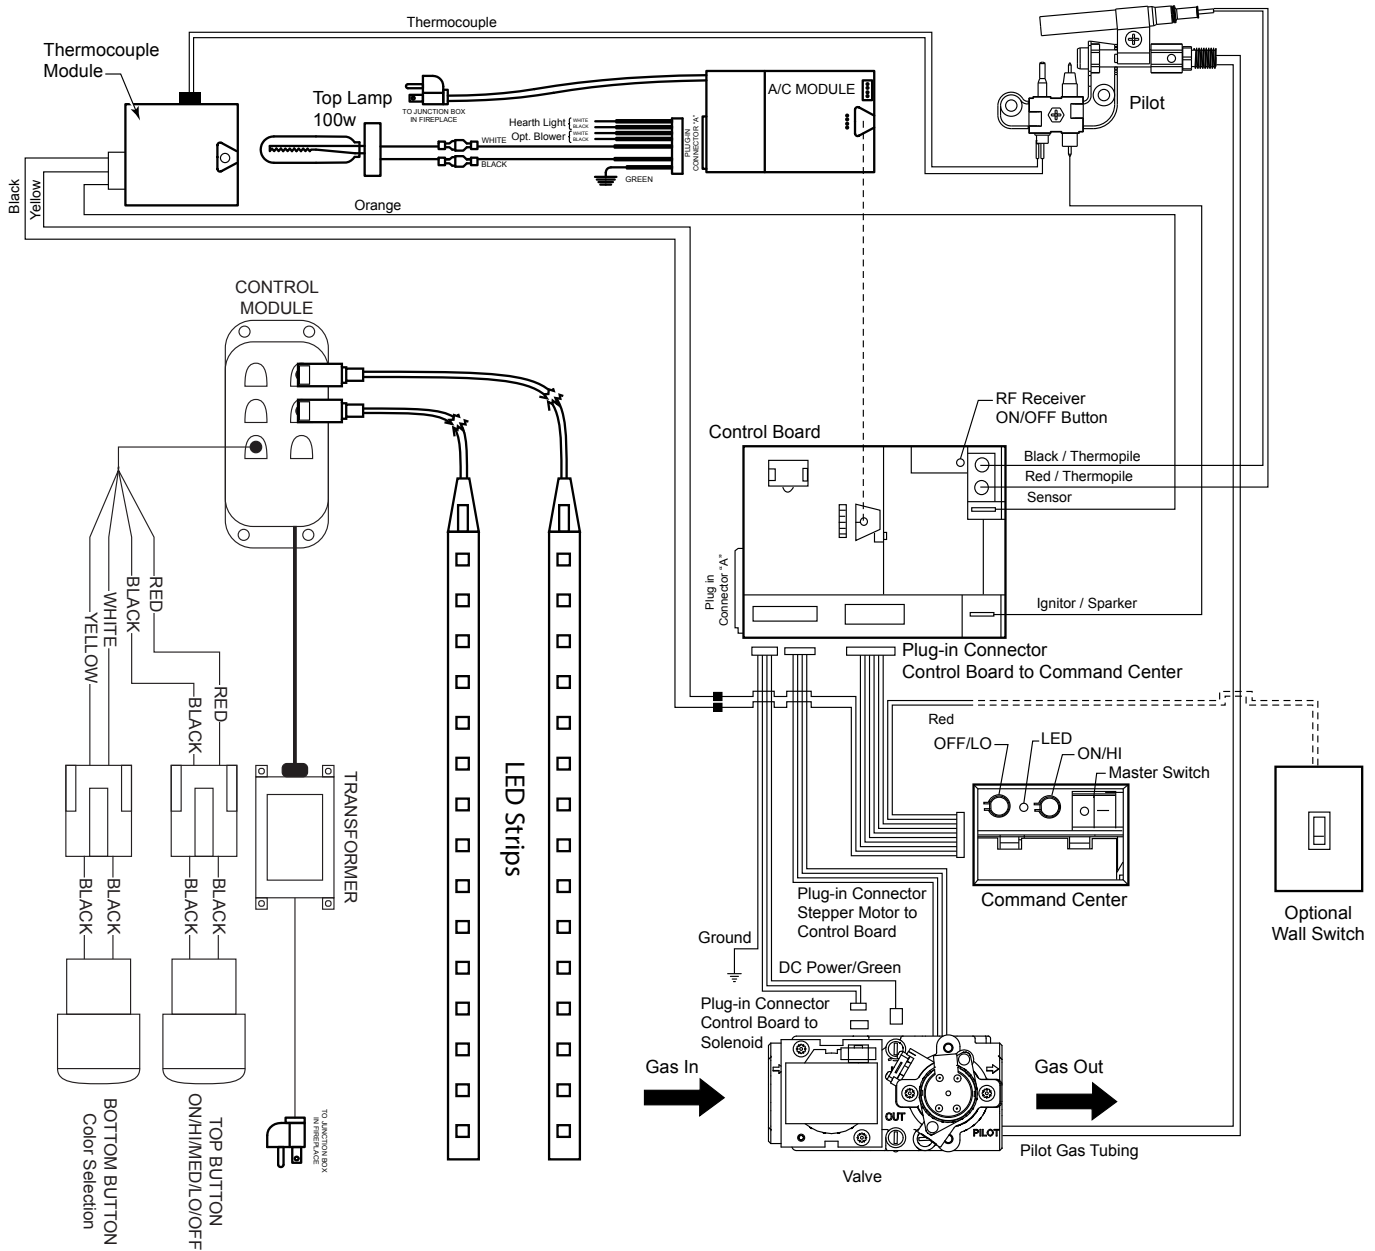 Thermocouple
Thermocouple
Module
Top Lamp
100w
TO JUNCTION BOX
IN FIREPLACE
Hearth Light
WHITE
BLACK
Opt. Blower
WHITE
BLACK
WHITE
BLACK
GREEN
PLUG-IN
CONNECTOR "A"
A/C MODULE
Pilot
Black
Yellow
Orange
CONTROL
MODULE
RF Receiver
ON/OFF Button
Control Board
Black / Thermopile
Red / Thermopile
Sensor
Plug in
Connector "A"
Ignitor / Sparker
Plug-in Connector
Control Board to Command Center
RED
BLACK
WHITE
YELLOW
RED
BLACK
LED Strips
TRANSFORMER
Red
OFF/LO
LED
ON/HI
Master Switch
Command Center
Optional
Wall Switch
BLACK
BLACK
BLACK
BLACK
Plug-in Connector
Stepper Motor to
Control Board
Ground
DC Power/Green
Plug-in Connector
Control Board to
Solenoid
Gas In
Gas Out
OUT
PILOT
Pilot Gas Tubing
Valve
TO JUNCTION BOX
IN FIREPLACE
BOTTOM BUTTON
Color Selection
TOP BUTTON
ON/HI/MED/LO/OFF